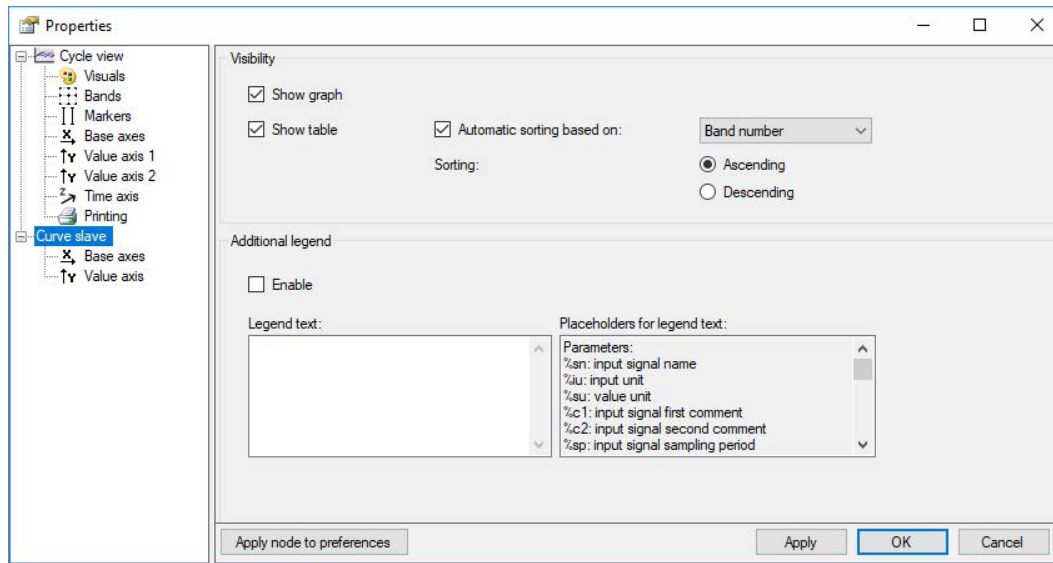 Properties
Cycle view
Visuals
Bands
Markers
Base axes
Value axis 1
Value axis 2
Time axis
Printing
Curve slave
Base axes
Value axis
Visibility
Show graph
Show table
Automatic sorting based on:
Band number
Sorting:
Ascending
Descending
Additional legend
Enable
Legend text:
Placeholders for legend text:
Parameters:
%sn: input signal name
%iu: input unit
%su: value unit
%c1: input signal first comment
%c2: input signal second comment
%sp: input signal sampling period
Apply node to preferences
Apply
OK
Cancel